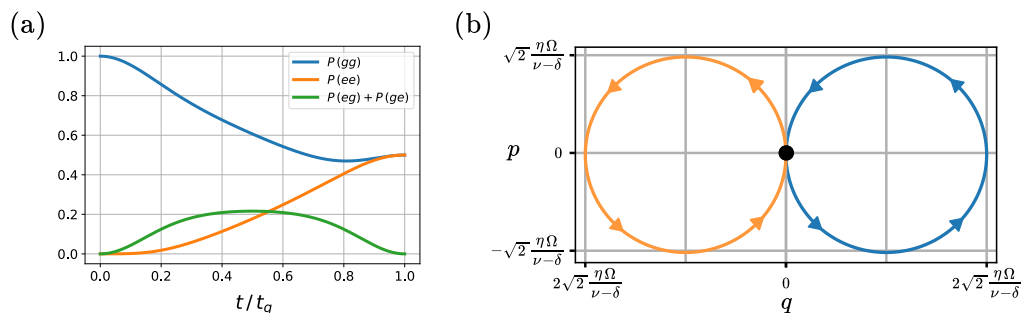 (a)
1.0
0.8
0.6
0.4
0.2
0.0
P(gg)
P(ee)
P(eg) + P(ge)
0.0 0.2 0.4 0.6 0.8 1.0
t/t_g
(b)
√2 ηΩ/(ν−δ)
p
0
−√2 ηΩ/(ν−δ)
2√2 ηΩ/(ν−δ) 0 2√2 ηΩ/(ν−δ)
q